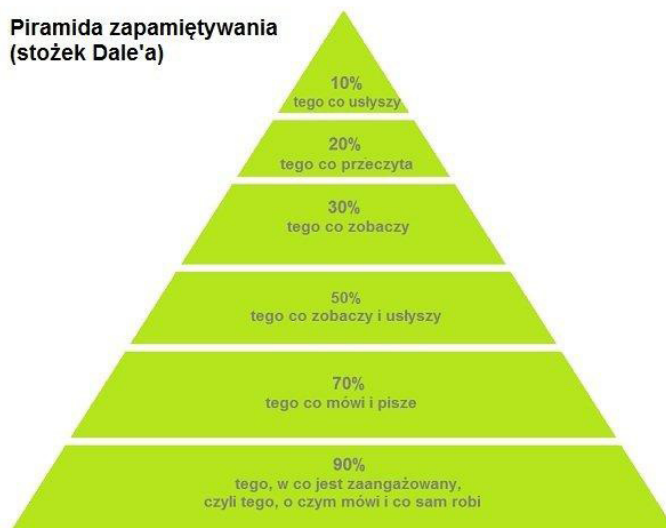 Piramida zapamiętywania
(stożek Dale'a)
10%
tego co usłyszy
20%
tego co przeczyta
30%
tego co zobaczy
50%
tego co zobaczy i usłyszy
70%
tego co mówi i pisze
90%
tego, w co jest zaangażowany,
czyli tego, o czym mówi i co sam robi